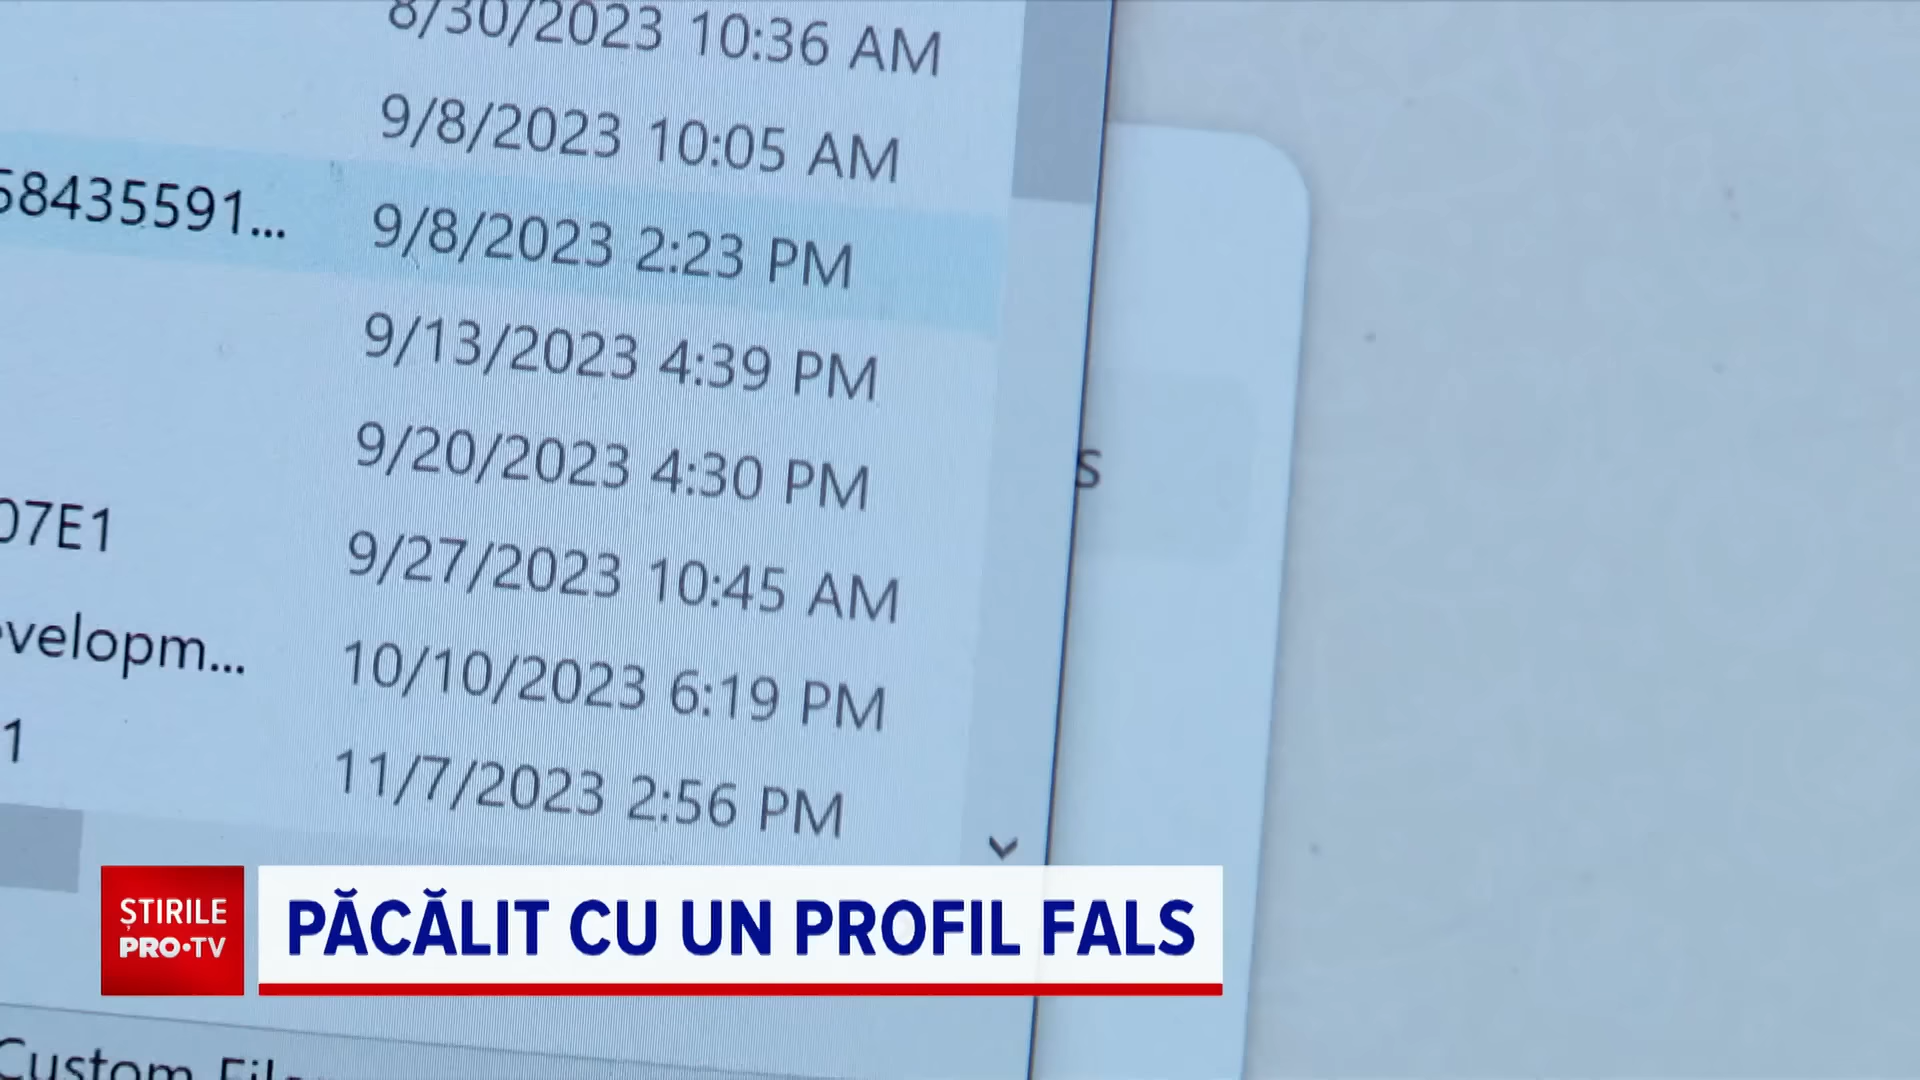 8/30/2023 10:36 AM
9/8/2023 10:05 AM
58435591... 9/8/2023 2:23 PM
9/13/2023 4:39 PM
9/20/2023 4:30 PM
s
07E1 9/27/2023 10:45 AM
velopm... 10/10/2023 6:19 PM
1 11/7/2023 2:56 PM
ȘTIRILE
PRO•TV
PĂCĂLIT CU UN PROFIL FALS
Custom